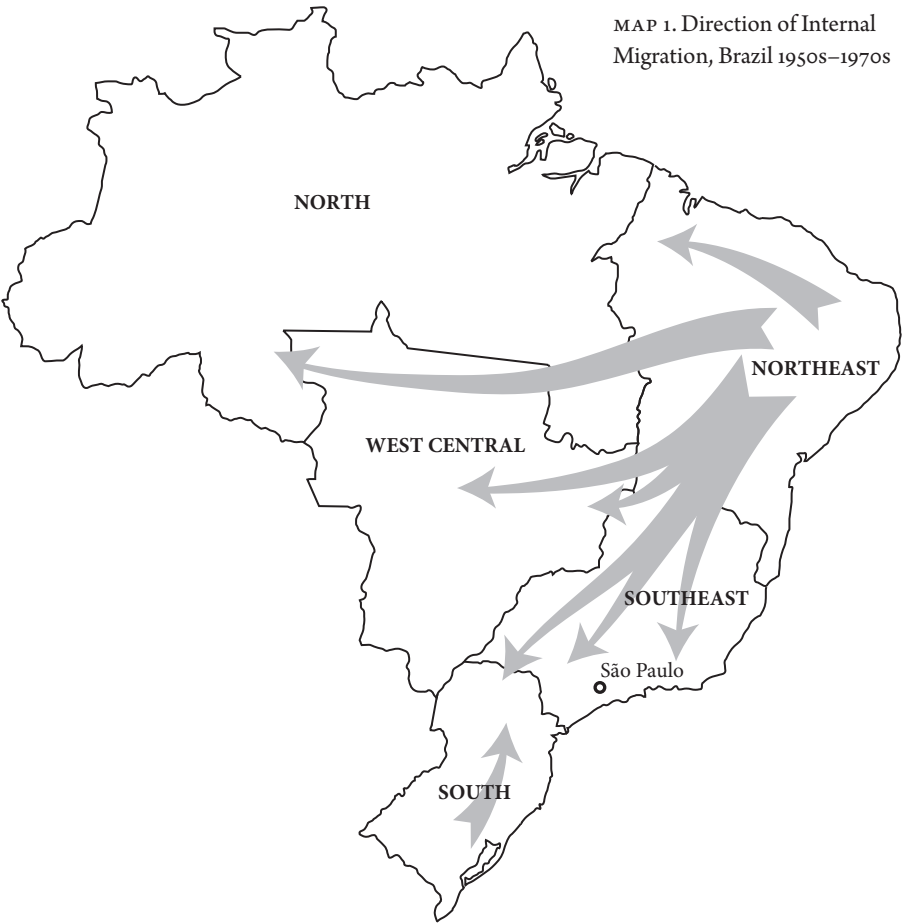 MAP 1. Direction of Internal
Migration, Brazil 1950s–1970s
NORTH
NORTHEAST
WEST CENTRAL
SOUTHEAST
São Paulo
SOUTH